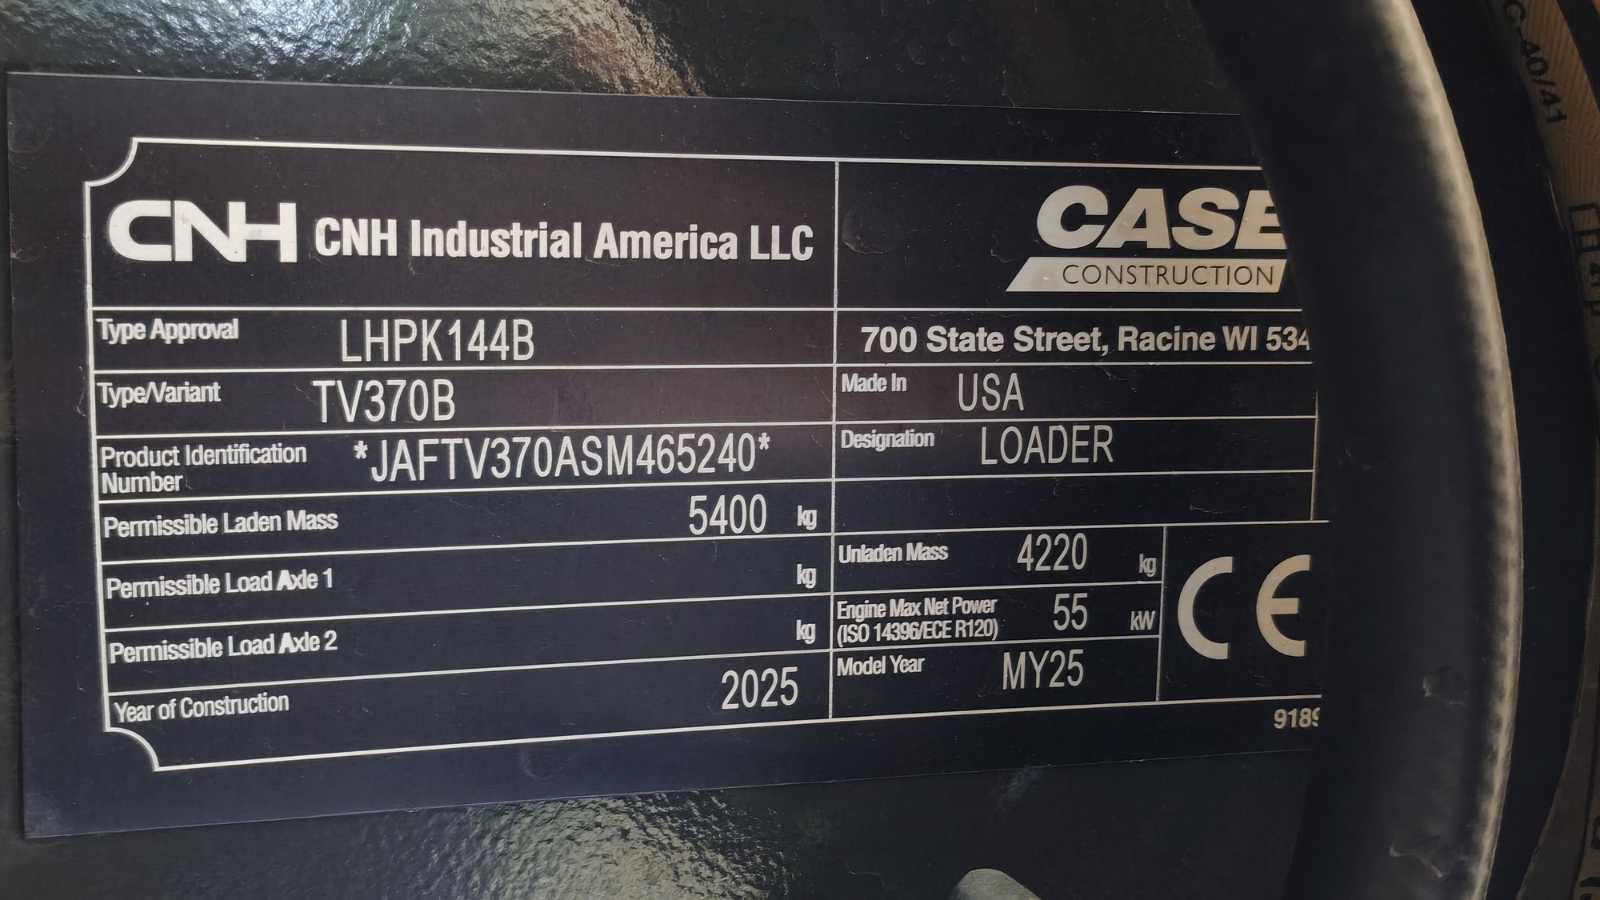 CNH CNH Industrial America LLC
CASE
CONSTRUCTION
Type Approval LHPK144B
700 State Street, Racine WI 534
Type/Variant TV370B
Made In USA
Product Identification
Number *JAFTV370ASM465240*
Designation LOADER
Permissible Laden Mass 5400 kg
Permissible Load Axle 1 kg
Permissible Load Axle 2 kg
Year of Construction 2025
Unladen Mass 4220 kg
Engine Max Net Power
(ISO 14396/ECE R120) 55 kW
Model Year MY25
CE
9189
C-40/41